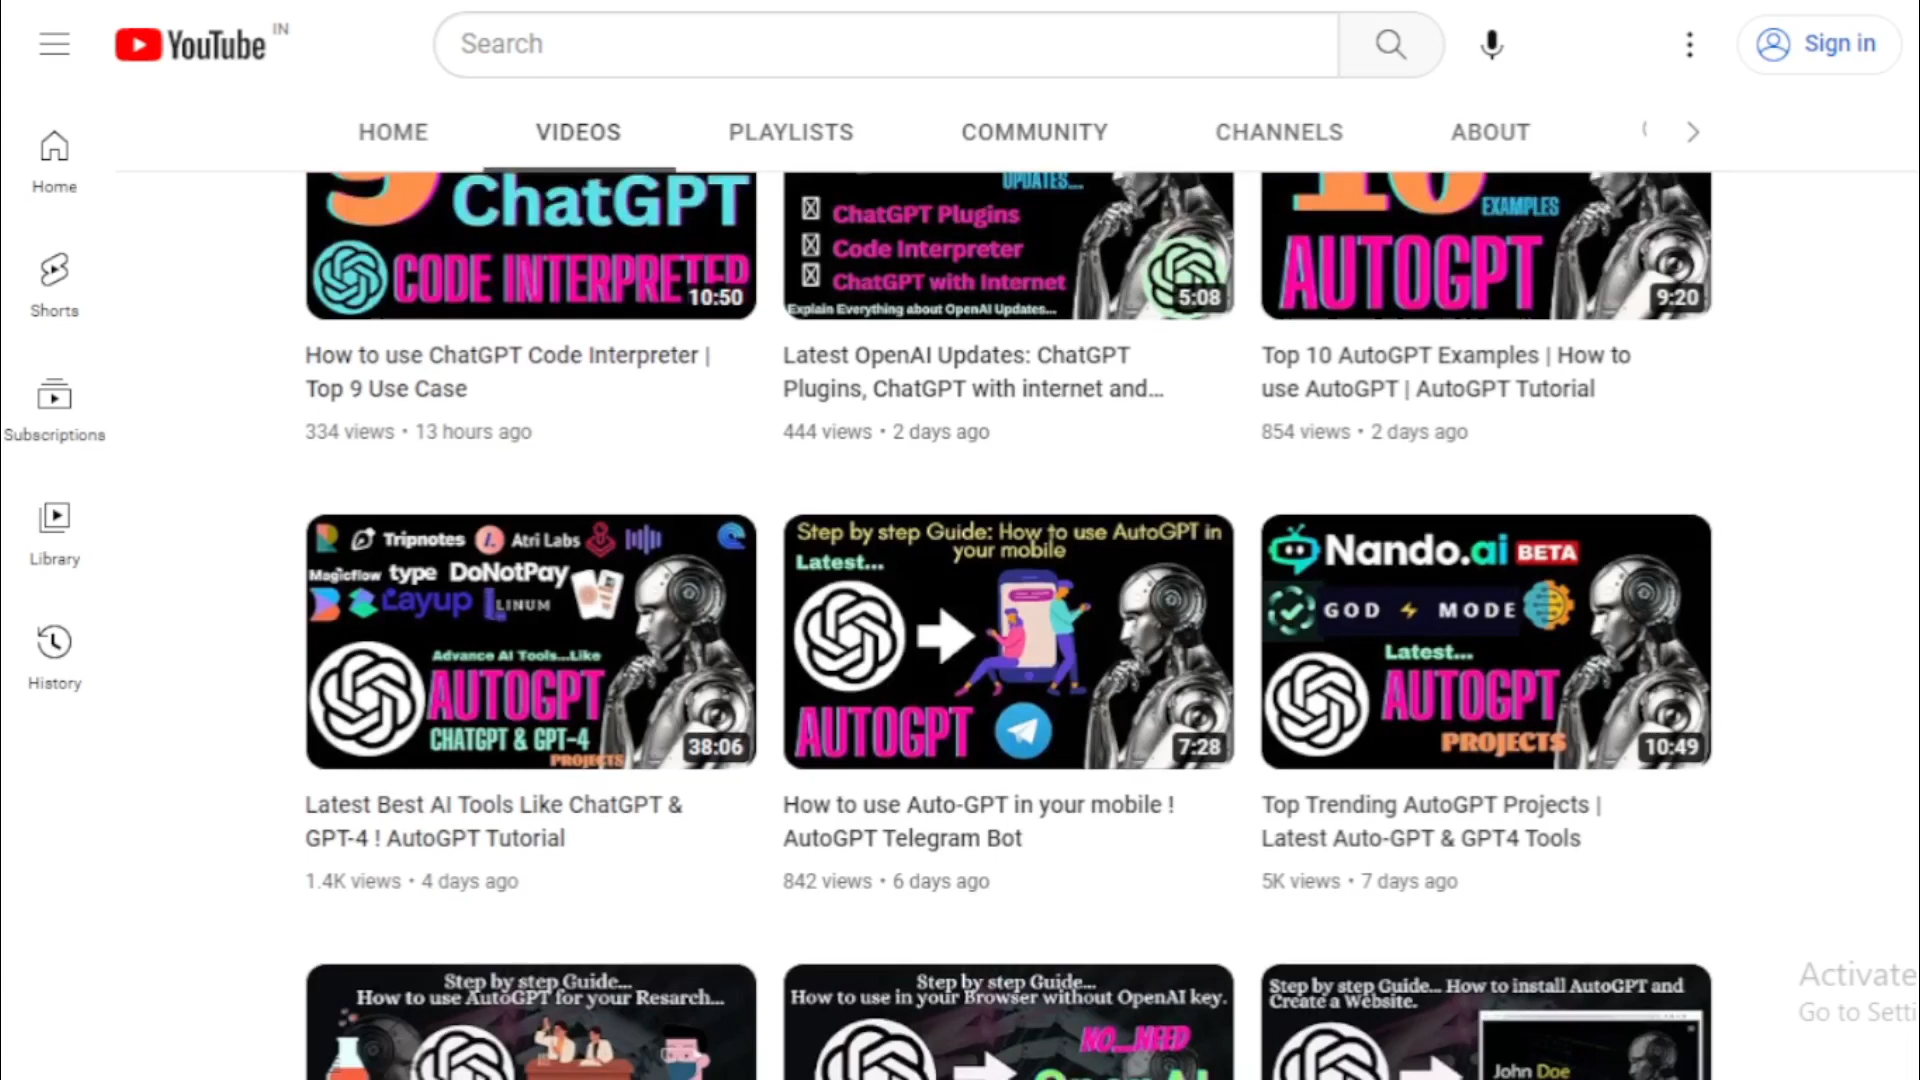 YouTube IN
Search
Sign in
HOME
VIDEOS
PLAYLISTS
COMMUNITY
CHANNELS
ABOUT
Home
Shorts
Subscriptions
Library
History
9
ChatGPT
CODE INTERPRETER
10:50
How to use ChatGPT Code Interpreter |
Top 9 Use Case
334 views • 13 hours ago
UPDATES...
ChatGPT Plugins
Code Interpreter
ChatGPT with Internet
Explain Everything about OpenAI Updates...
5:08
Latest OpenAI Updates: ChatGPT
Plugins, ChatGPT with internet and...
444 views • 2 days ago
10
EXAMPLES
AUTOGPT
9:20
Top 10 AutoGPT Examples | How to
use AutoGPT | AutoGPT Tutorial
854 views • 2 days ago
Tripnotes Atri Labs
Magicflow type DoNotPay
Layup LINUM
Advance AI Tools...Like
AUTOGPT
CHATGPT & GPT-4
PROJECTS
38:06
Latest Best AI Tools Like ChatGPT &
GPT-4 ! AutoGPT Tutorial
1.4K views • 4 days ago
Step by step Guide: How to use AutoGPT in
your mobile
Latest...
AUTOGPT
7:28
How to use Auto-GPT in your mobile !
AutoGPT Telegram Bot
842 views • 6 days ago
Nando.ai BETA
GOD MODE
Latest...
AUTOGPT
PROJECTS
10:49
Top Trending AutoGPT Projects |
Latest Auto-GPT & GPT4 Tools
5K views • 7 days ago
Step by step Guide...
How to use AutoGPT for your Resarch...
Step by step Guide...
How to use in your Browser without OpenAI key.
NO...NEED
OpenAI
Step by step Guide... How to install AutoGPT and
Create a Website.
John Doe
Activate
Go to Setti